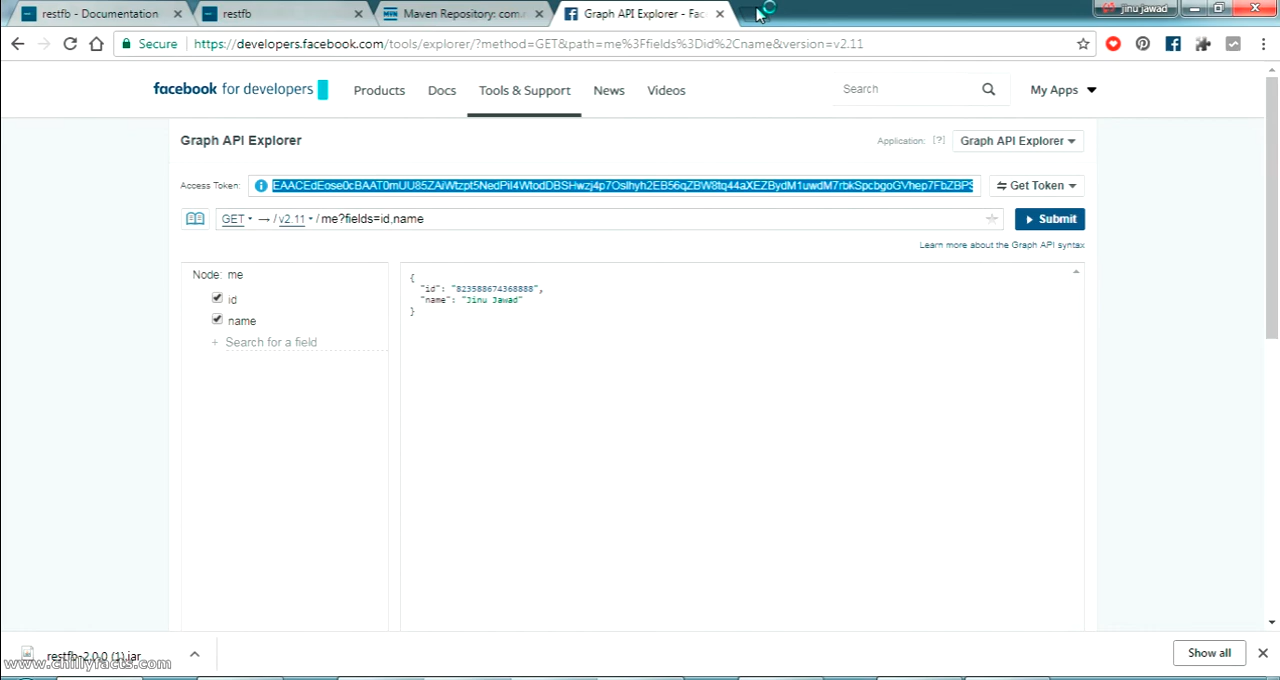 restfb - Documentation
restfb
Maven Repository: com.
Graph API Explorer - Fac
jinu jawad
Secure
https://developers.facebook.com/tools/explorer/?method=GET&path=me%3Ffields%3Did%2Cname&version=v2.11
facebook for developers
Products
Docs
Tools & Support
News
Videos
Search
My Apps
Graph API Explorer
Application: [?]
Graph API Explorer
Access Token:
Get Token
GET → / v2.11 / me?fields=id,name
Submit
Learn more about the Graph API syntax
Node: me
id
name
+ Search for a field
{
"id": "823588674368888",
"name": "Jinu Jawad"
}
restfb-2.0.0 (1).jar
www.chillyfacts.com
Show all